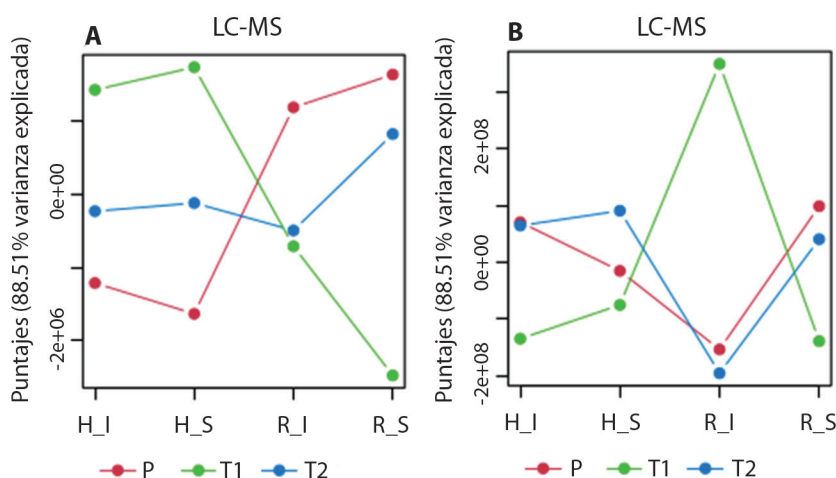 A
LC-MS
Puntajes (88.51% varianza explicada)
0e+00
-2e+06
H_I H_S R_I R_S
P T1 T2
B
LC-MS
Puntajes (88.51% varianza explicada)
2e+08
0e+00
-2e+08
H_I H_S R_I R_S
P T1 T2